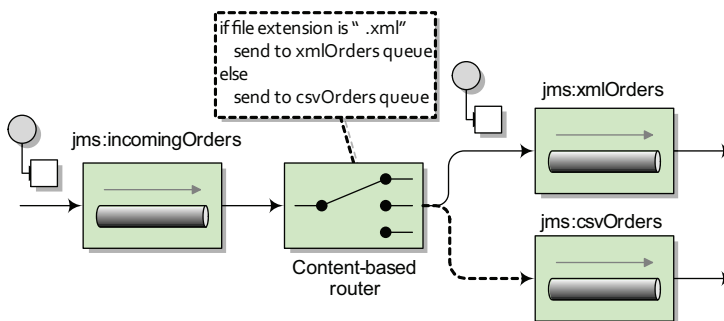 if file extension is “ .xml”
send to xmlOrders queue
else
send to csvOrders queue
jms:incomingOrders
jms:xmlOrders
jms:csvOrders
Content-based
router